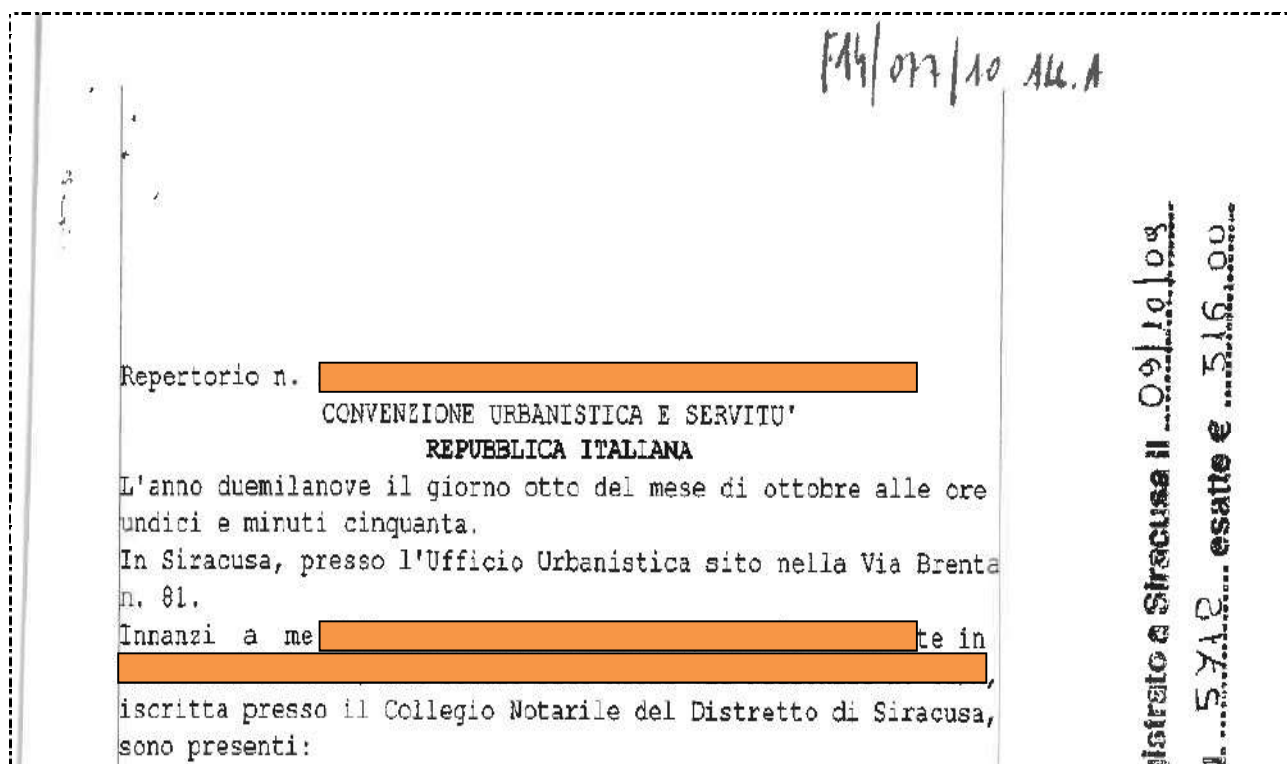 F14/077/10 All. A
Repertorio n.
CONVENZIONE URBANISTICA E SERVITU'
REPUBBLICA ITALIANA
L'anno duemilanove il giorno otto del mese di ottobre alle ore
undici e minuti cinquanta.
In Siracusa, presso l'Ufficio Urbanistica sito nella Via Brenta
n. 81.
Innanzi a me te in
iscritta presso il Collegio Notarile del Distretto di Siracusa,
sono presenti:
gistrato a Siracusa il 09/10/09
5712 esatte € 516.00